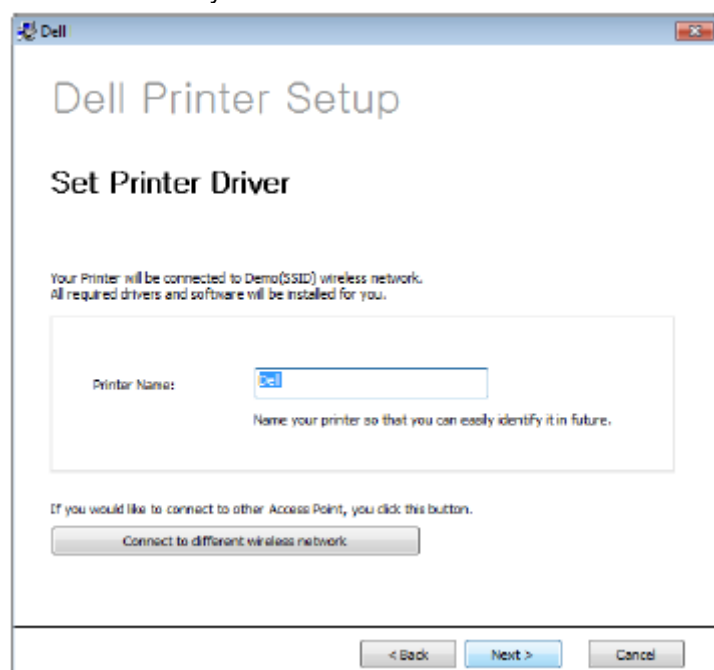 Dell
Dell Printer Setup
Set Printer Driver
Your Printer will be connected to Demo(SSID) wireless network.
All required drivers and software will be installed for you.
Printer Name:
Dell
Name your printer so that you can easily identify it in future.
If you would like to connect to other Access Point, you click this button.
Connect to different wireless network
< Back
Next >
Cancel